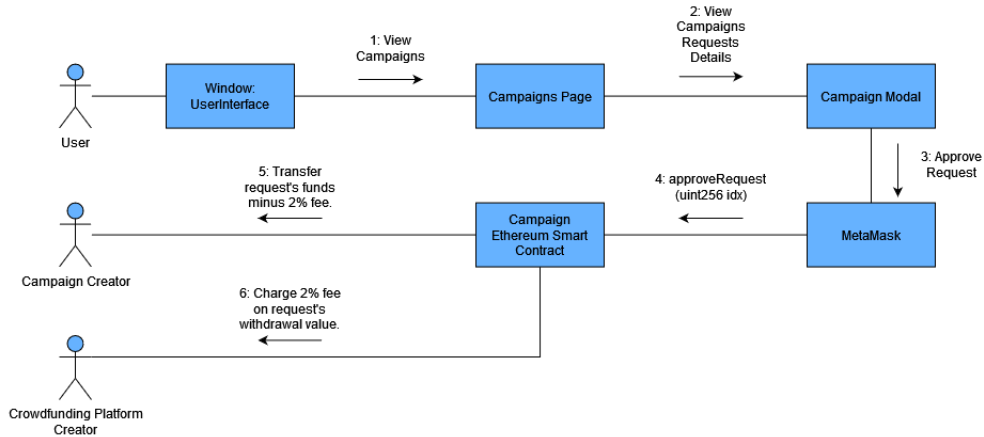 1: View
Campaigns
2: View
Campaigns
Requests
Details
Window:
UserInterface
Campaigns Page
Campaign Modal
User
3: Approve
Request
5: Transfer
request's funds
minus 2% fee.
4: approveRequest
(uint256 idx)
Campaign
Ethereum Smart
Contract
MetaMask
Campaign Creator
6: Charge 2% fee
on request's
withdrawal value.
Crowdfunding Platform
Creator